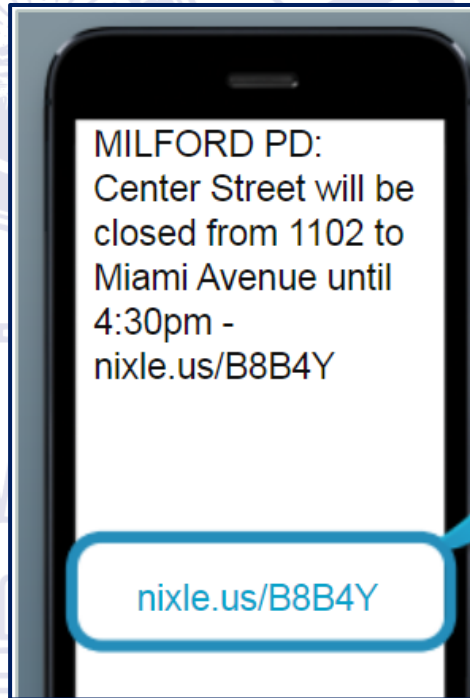 MILFORD PD:
Center Street will be
closed from 1102 to
Miami Avenue until
4:30pm -
nixle.us/B8B4Y
nixle.us/B8B4Y